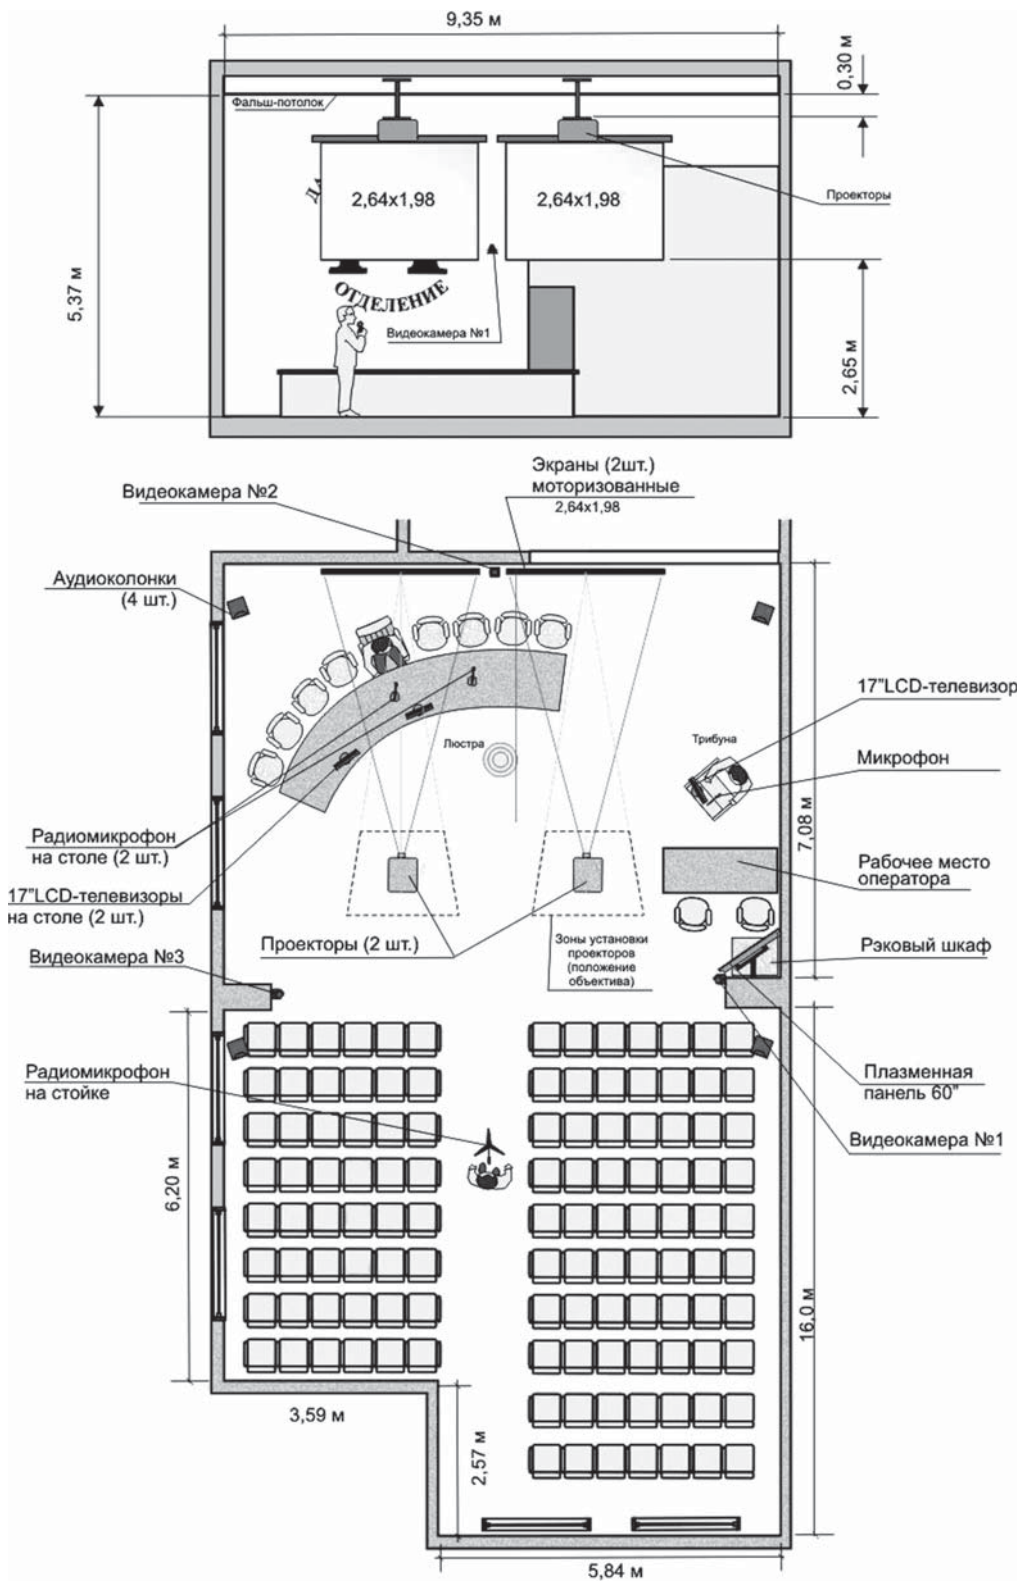 9,35 м
0,30 м
Фальш-потолок
2,64х1,98
2,64х1,98
Проекторы
5,37 м
ОТДЕЛЕНИЕ
Видеокамера №1
2,65 м
Экраны (2шт.)
моторизованные
2,64х1,98
Видеокамера №2
Аудиоколонки
(4 шт.)
17"LCD-телевизор
Люстра
Трибуна
Микрофон
7,08 м
Радиомикрофон
на столе (2 шт.)
Рабочее место
оператора
17"LCD-телевизоры
на столе (2 шт.)
Проекторы (2 шт.)
Зоны установки
проекторов
(положение
объектива)
Рэковый шкаф
Видеокамера №3
Радиомикрофон
на стойке
Плазменная
панель 60"
Видеокамера №1
6,20 м
16,0 м
3,59 м
2,57 м
5,84 м